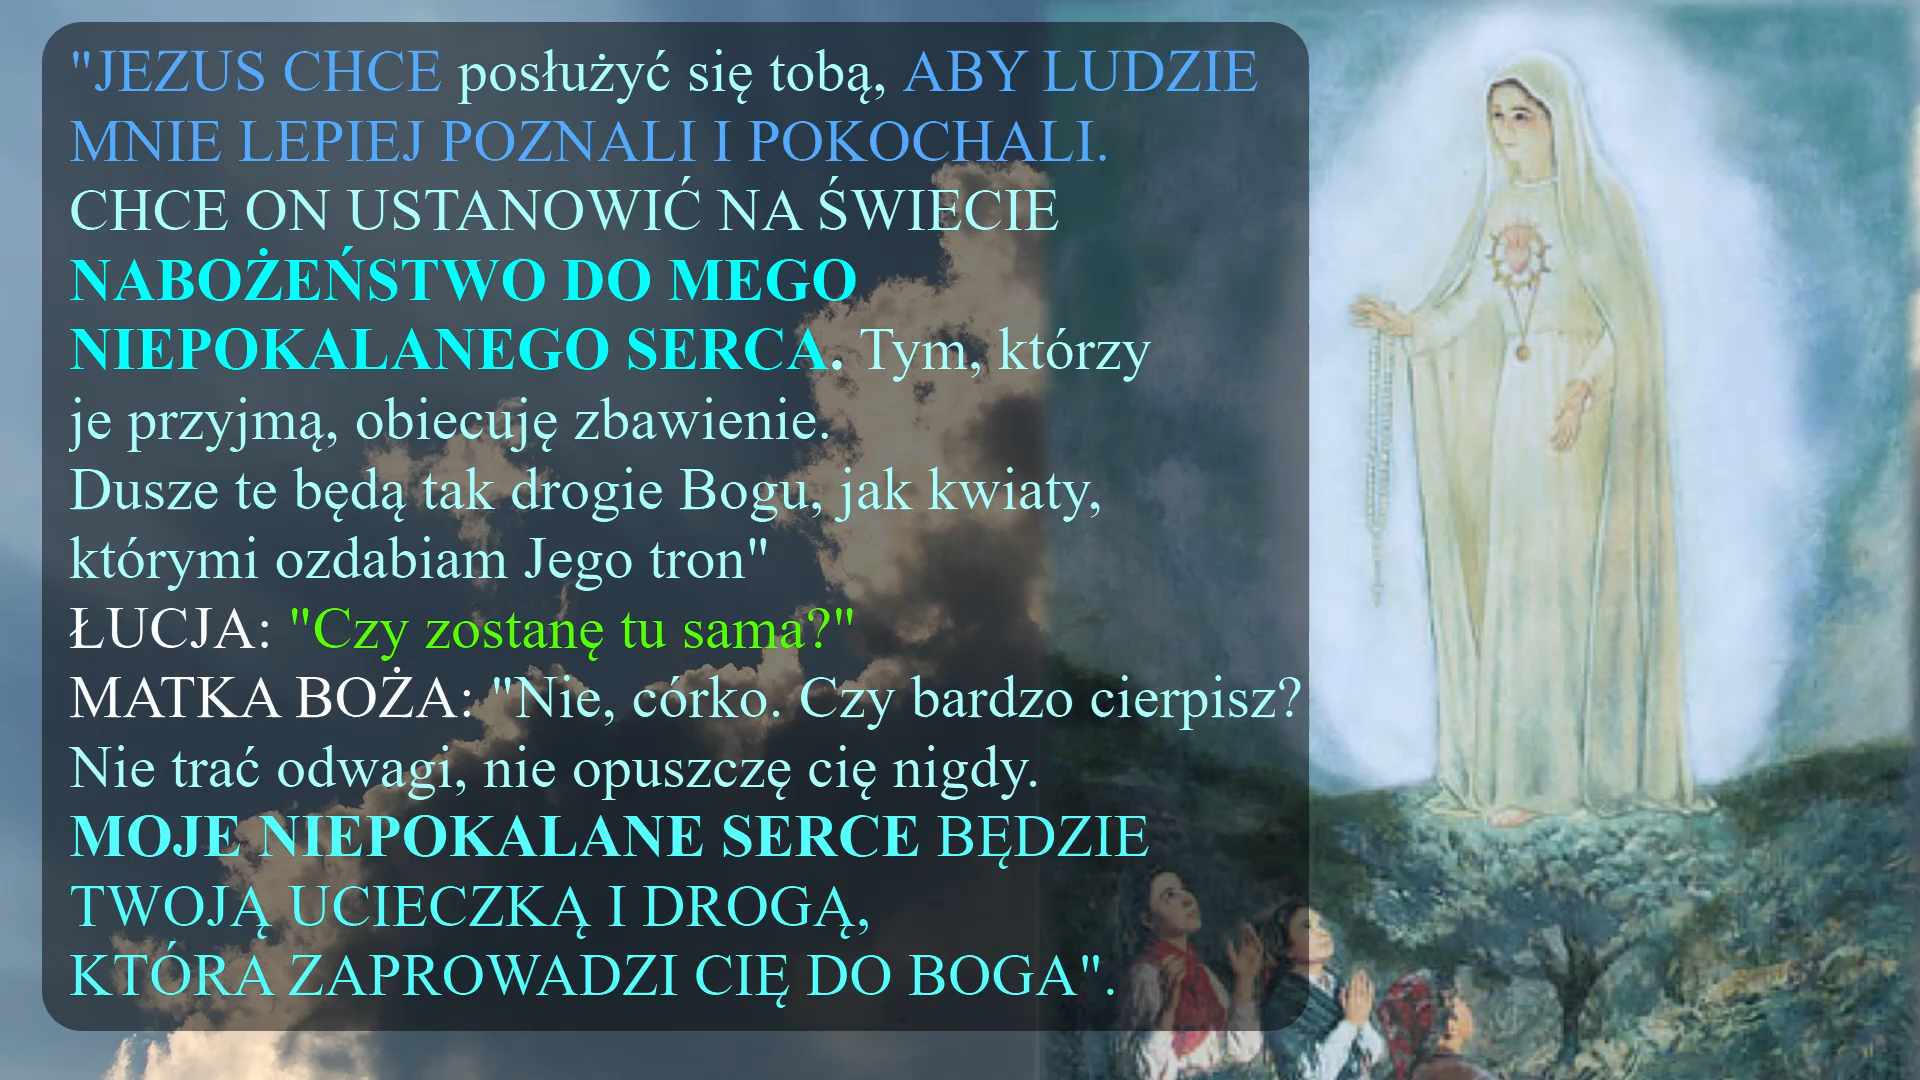 "JEZUS CHCE posłużyć się tobą, ABY LUDZIE
MNIE LEPIEJ POZNALI I POKOCHALI.
CHCE ON USTANOWIĆ NA ŚWIECIE
NABOŻEŃSTWO DO MEGO
NIEPOKALANEGO SERCA. Tym, którzy
je przyjmą, obiecuję zbawienie.
Dusze te będą tak drogie Bogu, jak kwiaty,
którymi ozdabiam Jego tron"
ŁUCJA: "Czy zostanę tu sama?"
MATKA BOŻA: "Nie, córko. Czy bardzo cierpisz?
Nie trać odwagi, nie opuszczę cię nigdy.
MOJE NIEPOKALANE SERCE BĘDZIE
TWOJĄ UCIECZKĄ I DROGĄ,
KTÓRA ZAPROWADZI CIĘ DO BOGA".